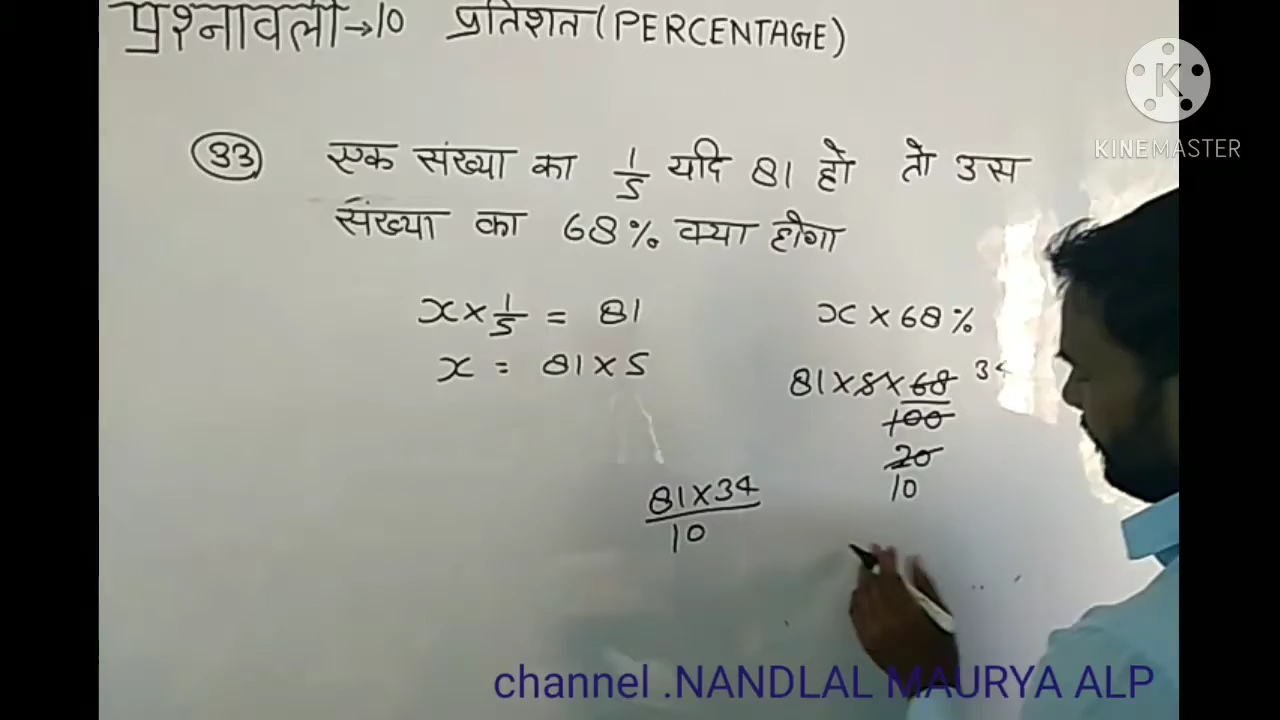 प्रश्नावली→10 प्रतिशत (PERCENTAGE)
K
KINEMASTER
33 एक संख्या का 1/5 यदि 81 हो तो उस
संख्या का 68% क्या होगा
x × 1/5 = 81
x = 81 × 5
x × 68%
81 × 5 × 68 34
100
20
10
81 × 34
10
channel .NANDLAL MAURYA ALP